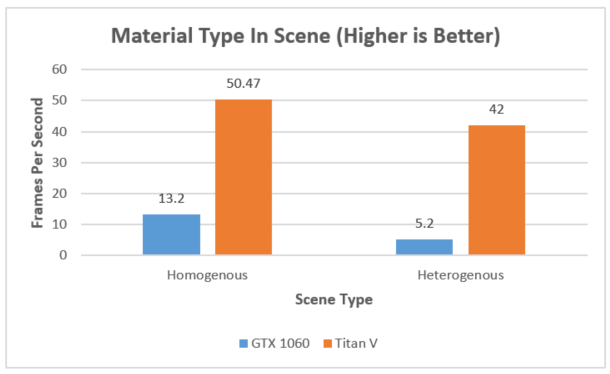 Material Type In Scene (Higher is Better)
Frames Per Second
60
50
40
30
20
10
0
13.2
50.47
5.2
42
Homogenous
Heterogenous
Scene Type
GTX 1060
Titan V